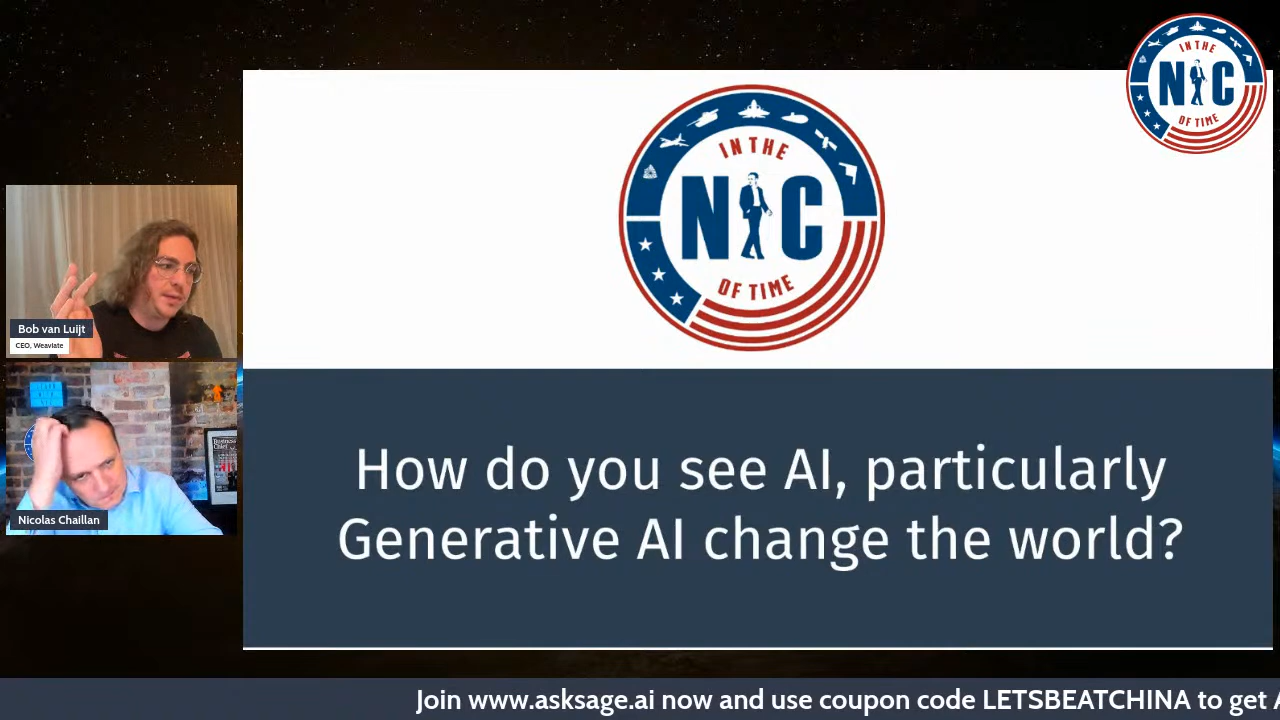 IN THE
NIC
OF TIME
IN THE
NIC
OF TIME
Bob van Luijt
CEO, Weaviate
Nicolas Chaillan
How do you see AI, particularly
Generative AI change the world?
Join www.asksage.ai now and use coupon code LETSBEATCHINA to get